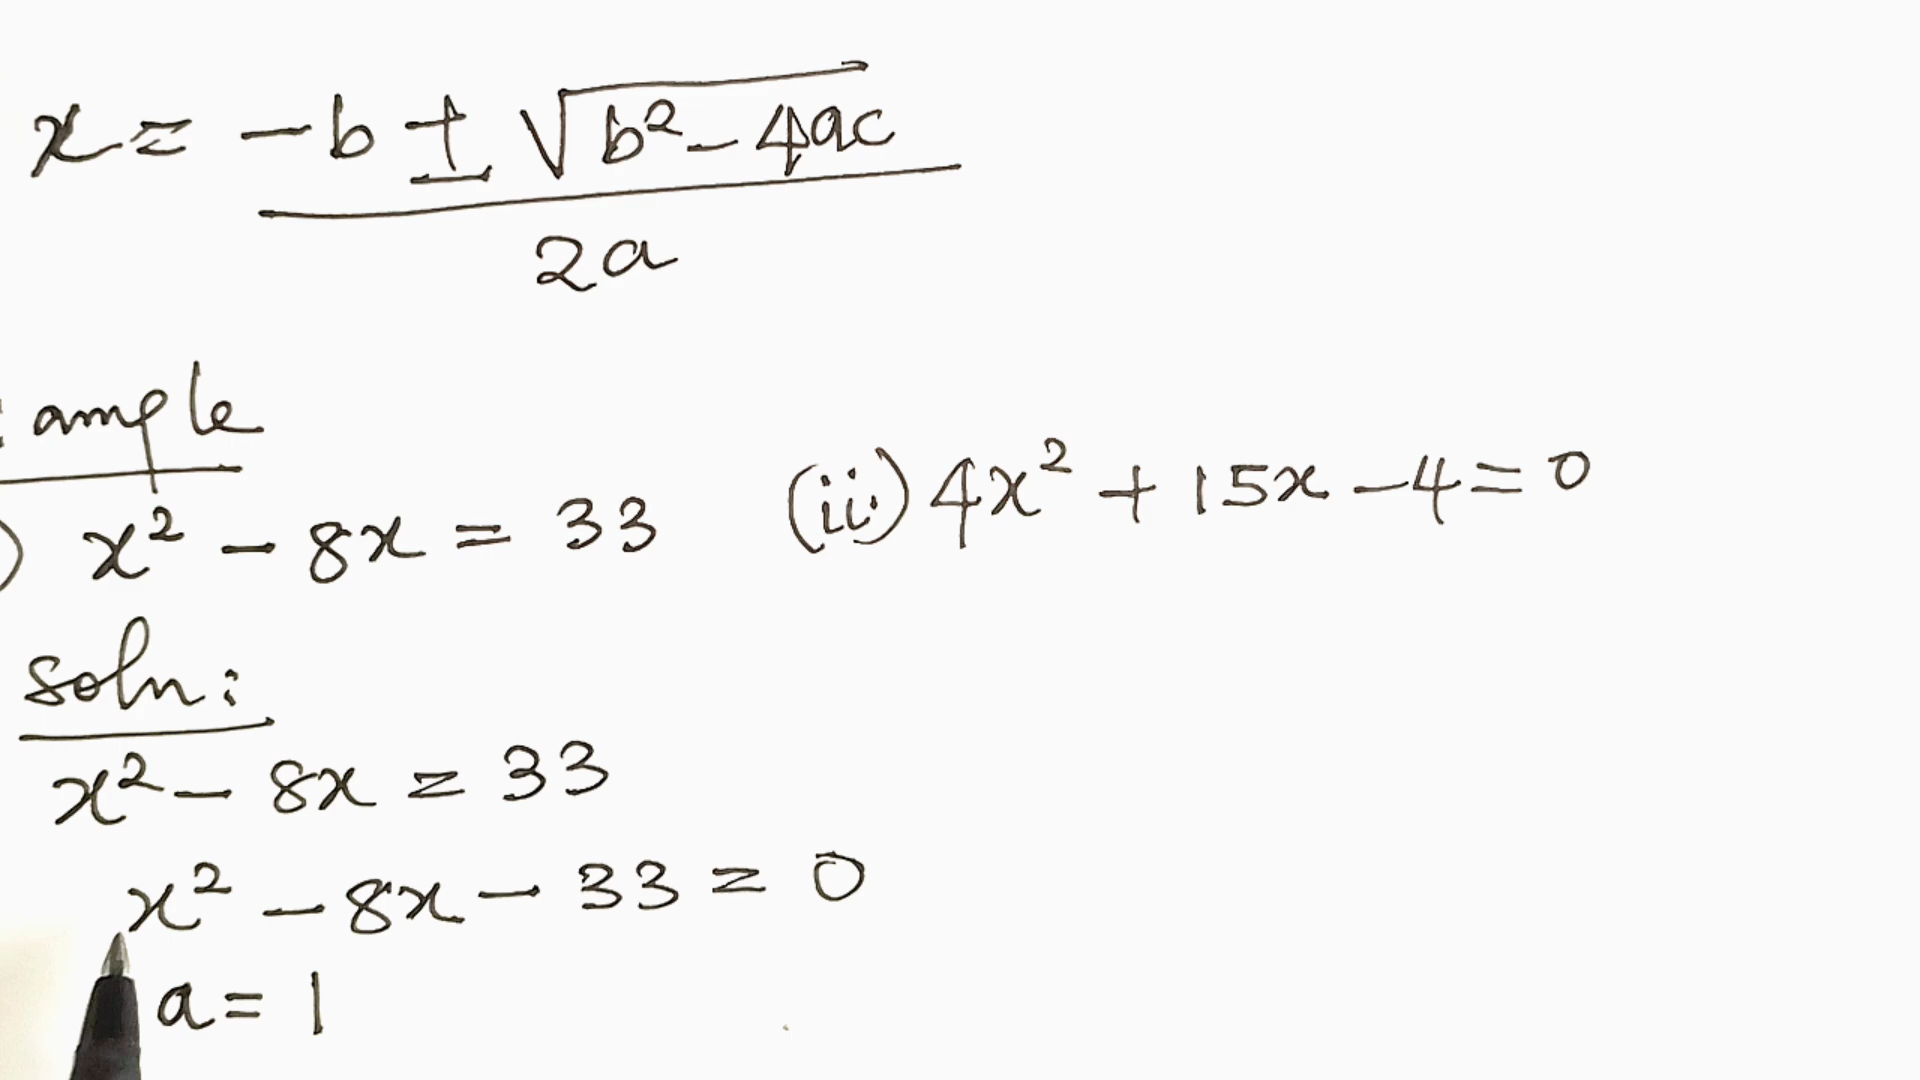 x = -b ± √b² - 4ac
2a
ample
) x² - 8x = 33 (ii) 4x² + 15x - 4 = 0
soln:
x² - 8x = 33
x² - 8x - 33 = 0
a = 1